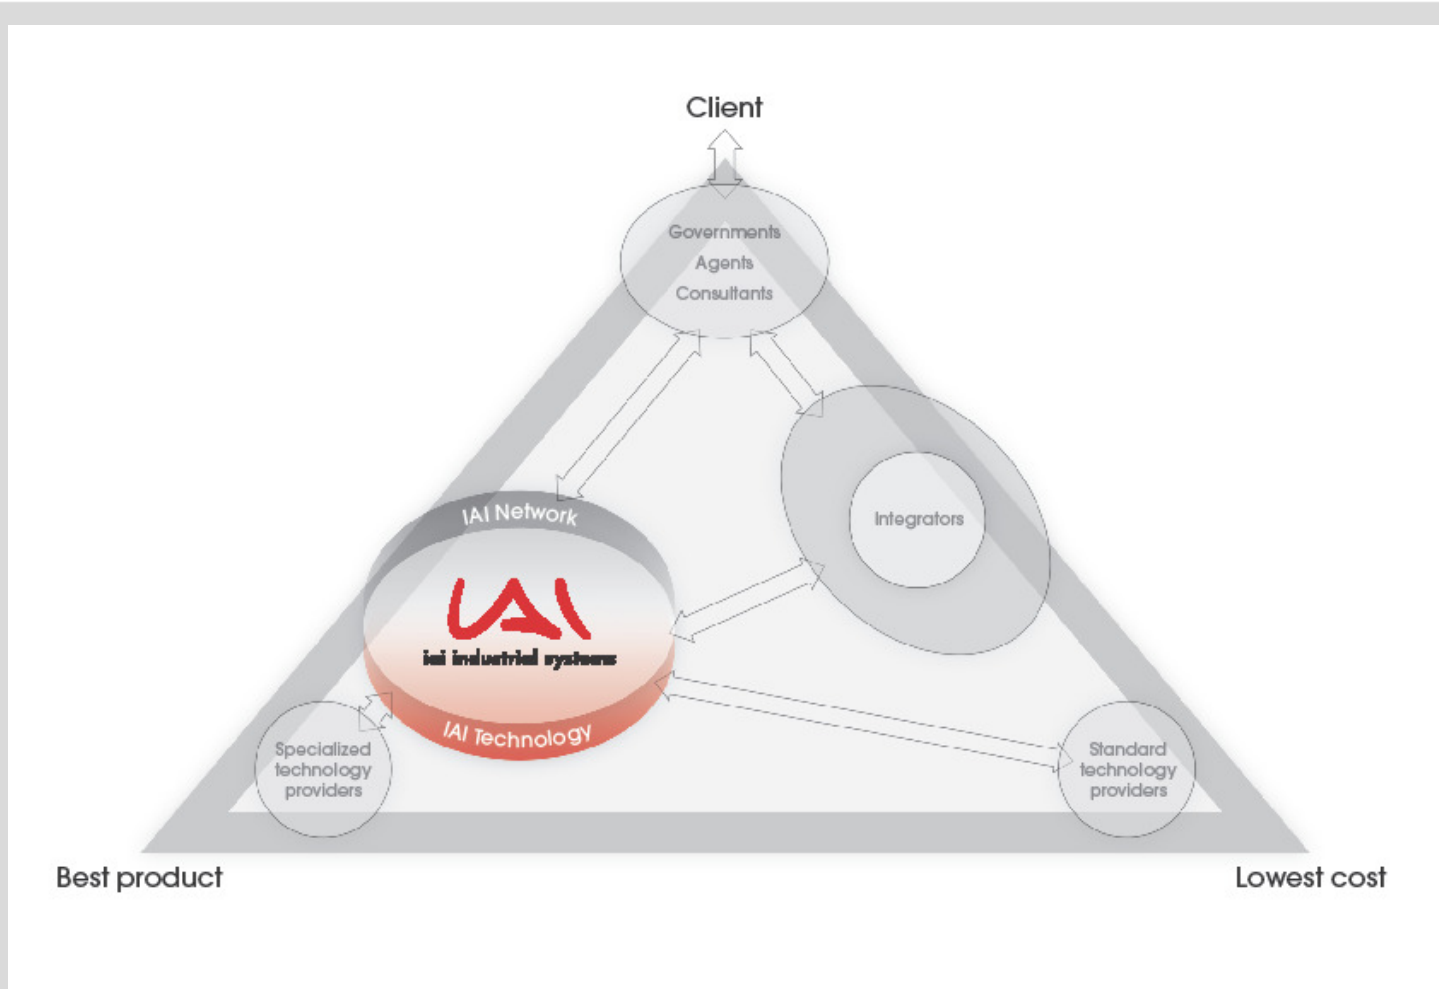 Client
Governments
Agents
Consultants
IAI Network
Integrators
IAI
iai industrial systems
IAI Technology
Specialized
technology
providers
Standard
technology
providers
Best product
Lowest cost